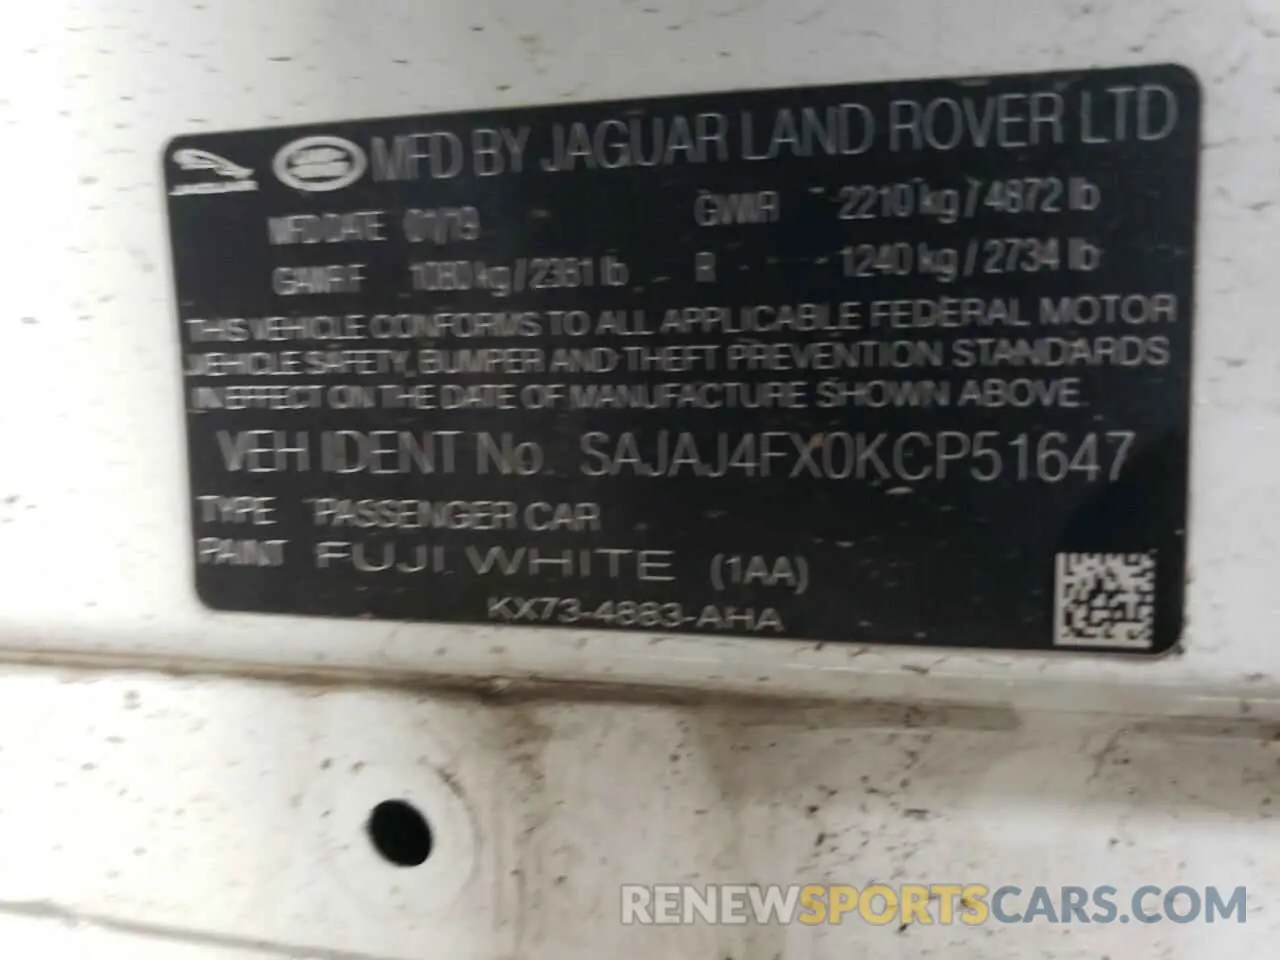 JAGUAR MFD BY JAGUAR LAND ROVER LTD
MFD DATE 01/19 GVWR 2210 kg / 4872 lb
GAWR F 1080 kg / 2381 lb R 1240 kg / 2734 lb
THIS VEHICLE CONFORMS TO ALL APPLICABLE FEDERAL MOTOR
VEHICLE SAFETY, BUMPER AND THEFT PREVENTION STANDARDS
IN EFFECT ON THE DATE OF MANUFACTURE SHOWN ABOVE.
VEH IDENT No. SAJAJ4FX0KCP51647
TYPE PASSENGER CAR
PAINT FUJI WHITE (1AA)
KX73-4883-AHA
RENEWSPORTSCARS.COM